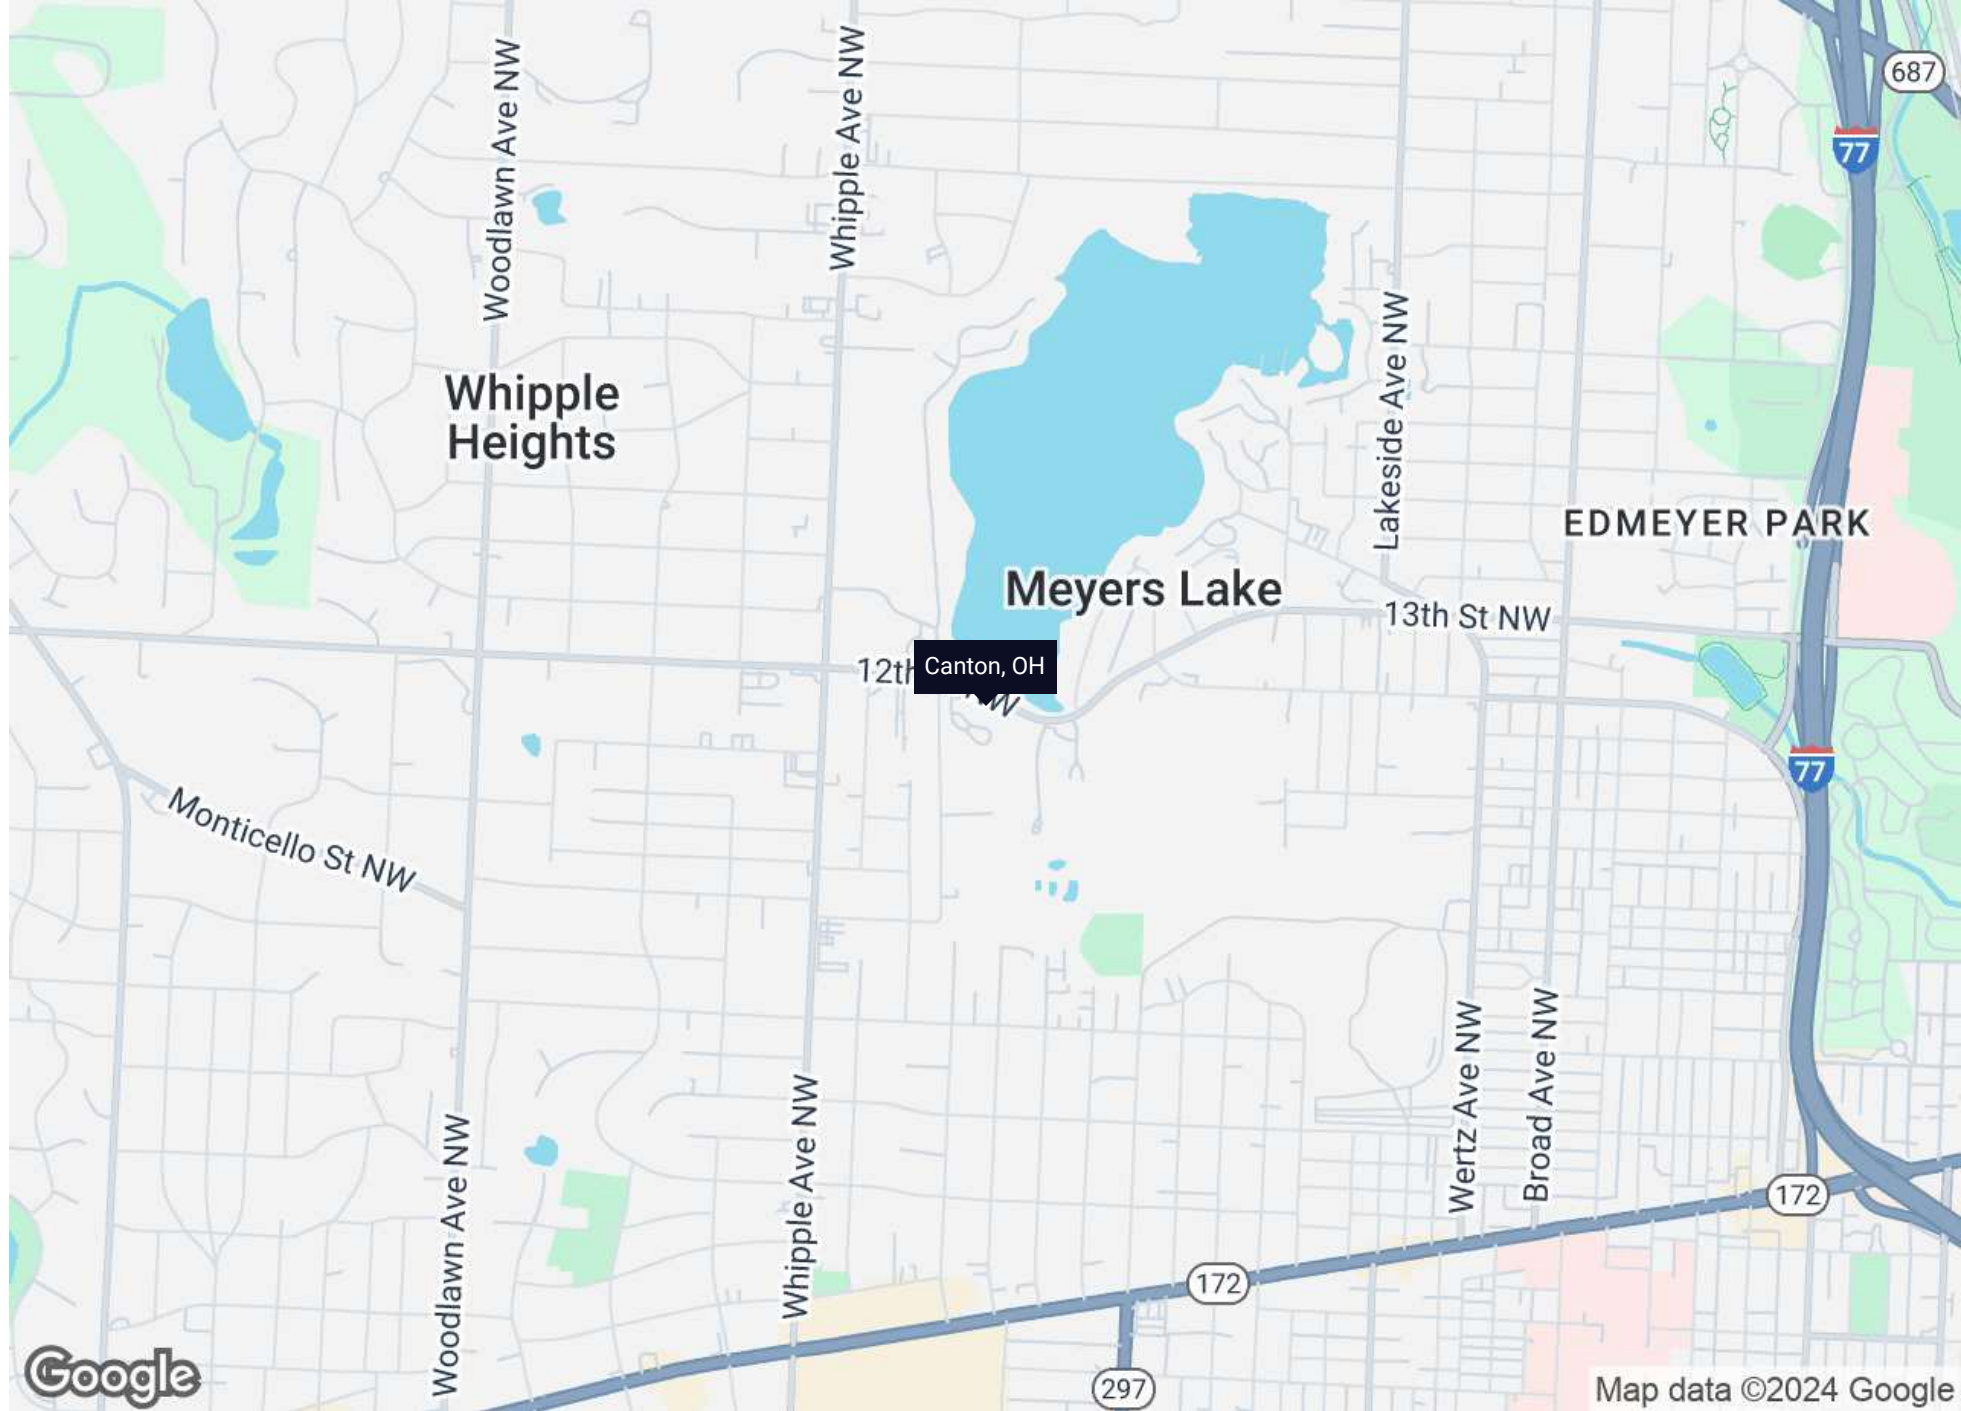 687
Woodlawn Ave NW
Whipple Ave NW
77
Lakeside Ave NW
Whipple
Heights
EDMEYER PARK
Meyers Lake
13th St NW
12th
Canton, OH
NW
77
Monticello St NW
Wertz Ave NW
Broad Ave NW
Whipple Ave NW
Woodlawn Ave NW
172
172
297
Google
Map data ©2024 Google